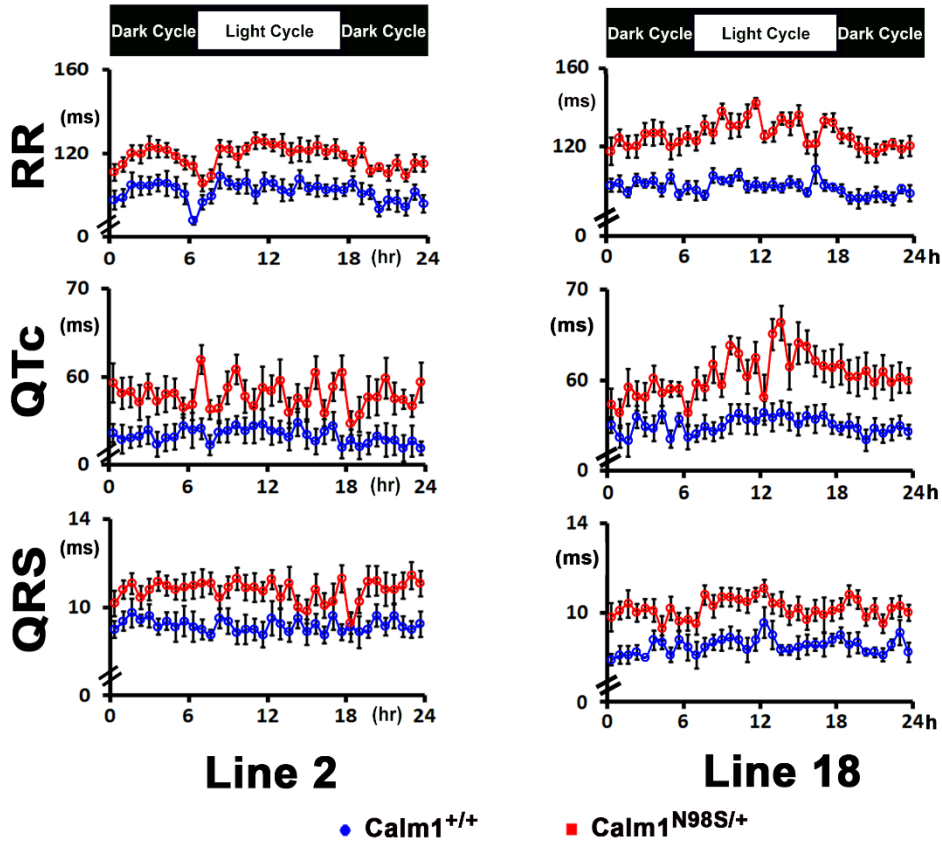 Dark Cycle Light Cycle Dark Cycle
Dark Cycle Light Cycle Dark Cycle
RR
160
(ms)
120
0
0 6 12 18 (hr) 24
160
(ms)
120
0
0 6 12 18 24h
QTc
70
(ms)
60
0
0 6 12 18 (hr) 24
70
(ms)
60
0
0 6 12 18 24h
QRS
14
(ms)
10
0
0 6 12 18 (hr) 24
14
(ms)
10
0
0 6 12 18 24h
Line 2
Line 18
Calm1+/+
Calm1N98S/+